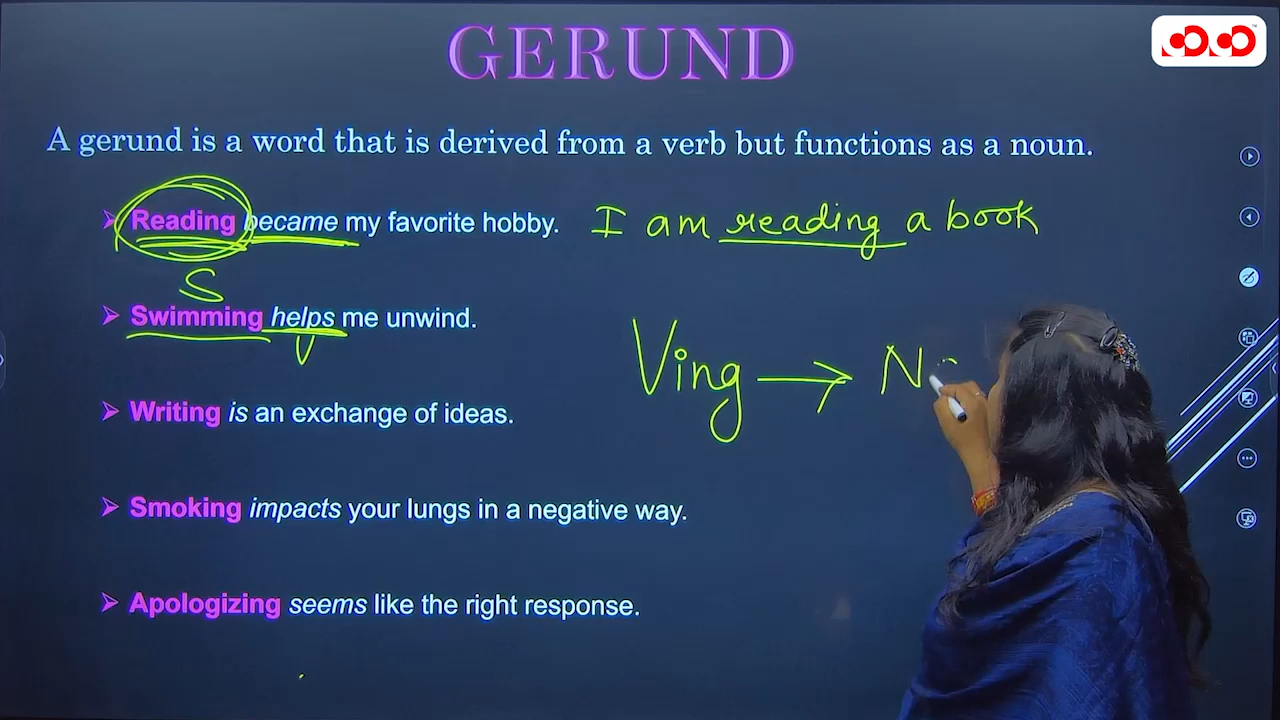 GERUND
A gerund is a word that is derived from a verb but functions as a noun.
Reading became my favorite hobby. I am reading a book
S
Swimming helps me unwind.
V
Ving → N
Writing is an exchange of ideas.
Smoking impacts your lungs in a negative way.
Apologizing seems like the right response.